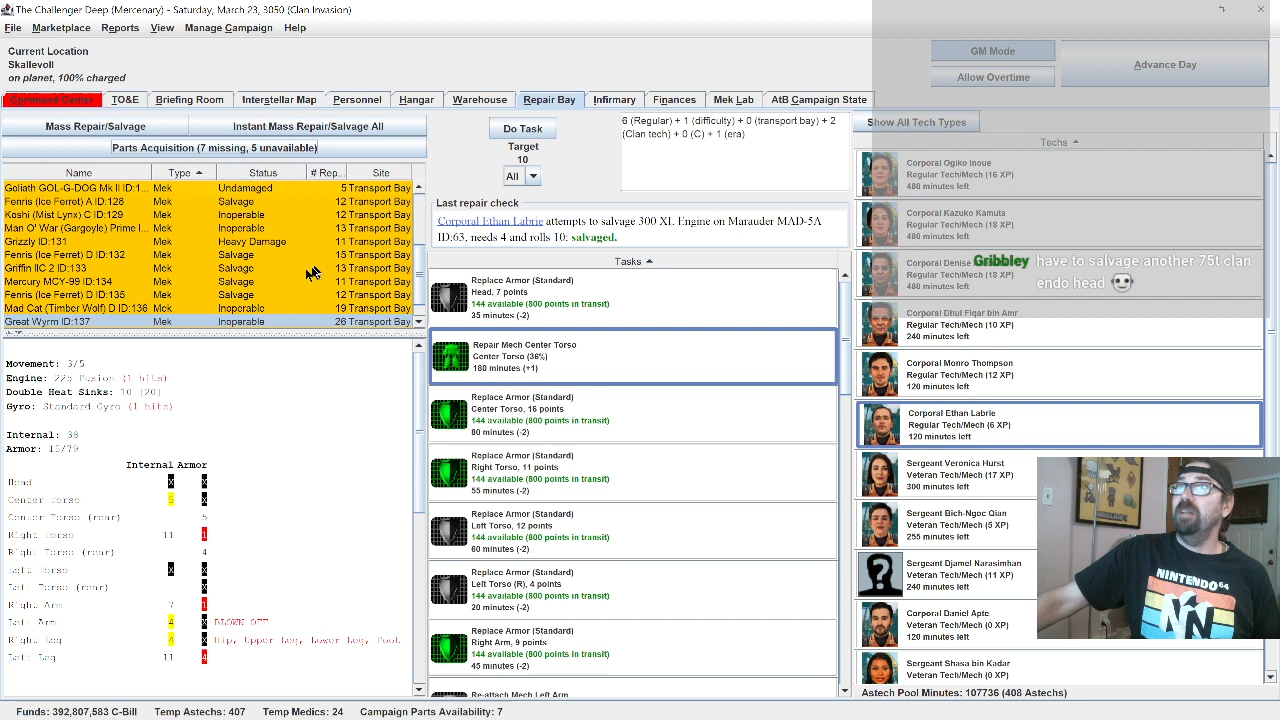 The Challenger Deep (Mercenary) - Saturday, March 23, 3050 (Clan Invasion)
File Marketplace Reports View Manage Campaign Help
Current Location
Skallevoll
on planet, 100% charged
GM Mode
Allow Overtime
Advance Day
Command Center TO&E Briefing Room Interstellar Map Personnel Hangar Warehouse Repair Bay Infirmary Finances Mek Lab AtB Campaign State
Mass Repair/Salvage Instant Mass Repair/Salvage All
Parts Acquisition (7 missing, 5 unavailable)
Name Type Status # Rep... Site
Goliath GOL-G-DOG Mk II ID:1... Mek Undamaged 5 Transport Bay
Fenris (Ice Ferret) A ID:128 Mek Salvage 12 Transport Bay
Koshi (Mist Lynx) C ID:129 Mek Inoperable 12 Transport Bay
Man O' War (Gargoyle) Prime I... Mek Inoperable 13 Transport Bay
Grizzly ID:131 Mek Heavy Damage 11 Transport Bay
Fenris (Ice Ferret) D ID:132 Mek Salvage 15 Transport Bay
Griffin IIC 2 ID:133 Mek Salvage 13 Transport Bay
Mercury MCY-99 ID:134 Mek Salvage 11 Transport Bay
Fenris (Ice Ferret) D ID:135 Mek Salvage 12 Transport Bay
Mad Cat (Timber Wolf) D ID:136 Mek Inoperable 19 Transport Bay
Great Wyrm ID:137 Mek Inoperable 26 Transport Bay
Movement: 3/5
Engine: 225 Fusion (1 hits)
Double Heat Sinks: 10 [20]
Gyro: Standard Gyro (1 hits)
Internal: 38
Armor: 15/79
Internal Armor
Head x x
Center Torso 5 x
Center Torso (rear) 5
Right Torso 11 1
Right Torso (rear) 4
Left Torso x x
Left Torso (rear) x
Right Arm 7 1
Left Arm 4 x BLOWN OFF
Right Leg 4 x Hip, Upper Leg, Lower Leg, Foot
Left Leg 11 4
Do Task
Target
10
All
6 (Regular) + 1 (difficulty) + 0 (transport bay) + 2
(Clan tech) + 0 (C) + 1 (era)
Last repair check
Corporal Ethan Labrie attempts to salvage 300 XL Engine on Marauder MAD-5A
ID:63, needs 4 and rolls 10: salvaged.
Tasks
Replace Armor (Standard)
Head, 7 points
144 available (800 points in transit)
35 minutes (-2)
Repair Mech Center Torso
Center Torso (36%)
180 minutes (+1)
Replace Armor (Standard)
Center Torso, 16 points
144 available (800 points in transit)
80 minutes (-2)
Replace Armor (Standard)
Right Torso, 11 points
144 available (800 points in transit)
55 minutes (-2)
Replace Armor (Standard)
Left Torso, 12 points
144 available (800 points in transit)
60 minutes (-2)
Replace Armor (Standard)
Left Torso (R), 4 points
144 available (800 points in transit)
20 minutes (-2)
Replace Armor (Standard)
Right Arm, 9 points
144 available (800 points in transit)
45 minutes (-2)
Re-attach Mech Left Arm
Show All Tech Types
Techs
Corporal Ogiko Inoue
Regular Tech/Mech (16 XP)
480 minutes left
Corporal Kazuko Kamuta
Regular Tech/Mech (18 XP)
480 minutes left
Corporal Denise
Regular Tech/Mech (18 XP)
480 minutes left
Gribbley have to salvage another 75t clan
endo head
Corporal Dhul Fiqar bin Amr
Regular Tech/Mech (10 XP)
240 minutes left
Corporal Monro Thompson
Regular Tech/Mech (12 XP)
120 minutes left
Corporal Ethan Labrie
Regular Tech/Mech (6 XP)
120 minutes left
Sergeant Veronica Hurst
Veteran Tech/Mech (17 XP)
300 minutes left
Sergeant Bich-Ngoc Qian
Veteran Tech/Mech (5 XP)
255 minutes left
Sergeant Djamel Narasimhan
Veteran Tech/Mech (11 XP)
240 minutes left
Corporal Daniel Apte
Veteran Tech/Mech (0 XP)
120 minutes left
Sergeant Shasa bin Kadar
Veteran Tech/Mech (0 XP)
NINTENDO 64
N
Astech Pool Minutes: 107736 (408 Astechs)
Funds: 392,807,583 C-Bill Temp Astechs: 407 Temp Medics: 24 Campaign Parts Availability: 7